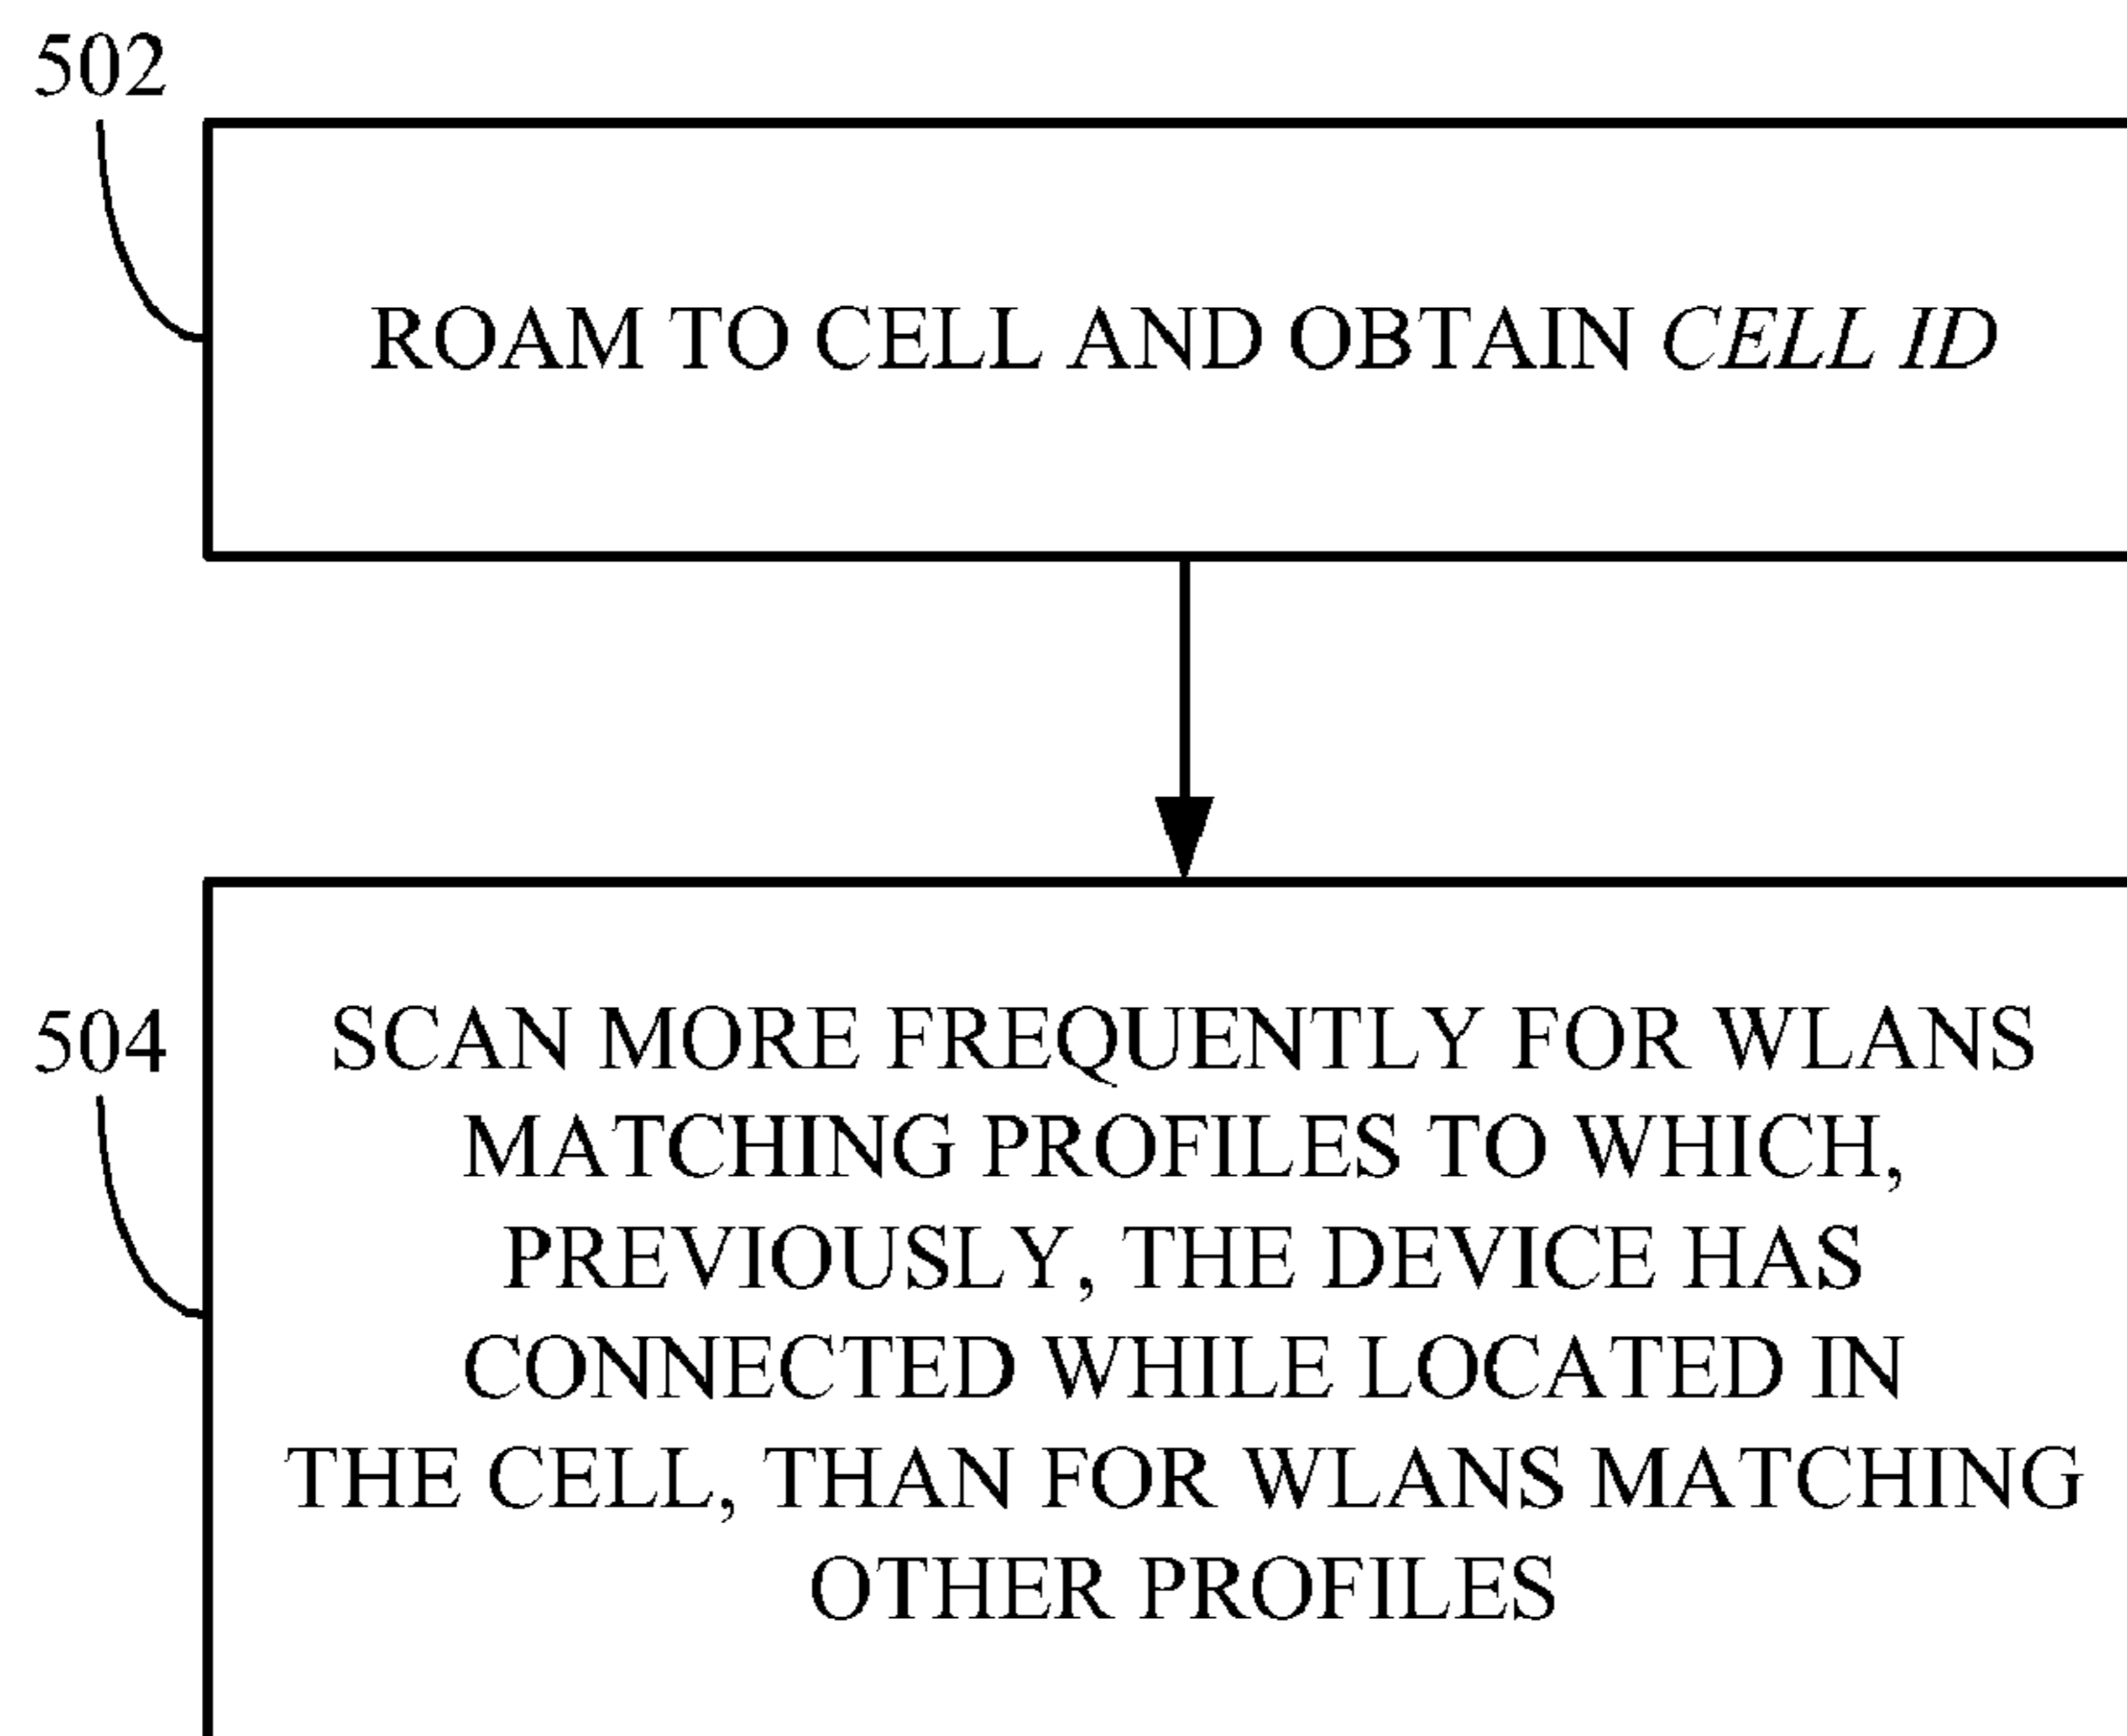 502
ROAM TO CELL AND OBTAIN CELL ID
504
SCAN MORE FREQUENTLY FOR WLANS
MATCHING PROFILES TO WHICH,
PREVIOUSLY, THE DEVICE HAS
CONNECTED WHILE LOCATED IN
THE CELL, THAN FOR WLANS MATCHING
OTHER PROFILES